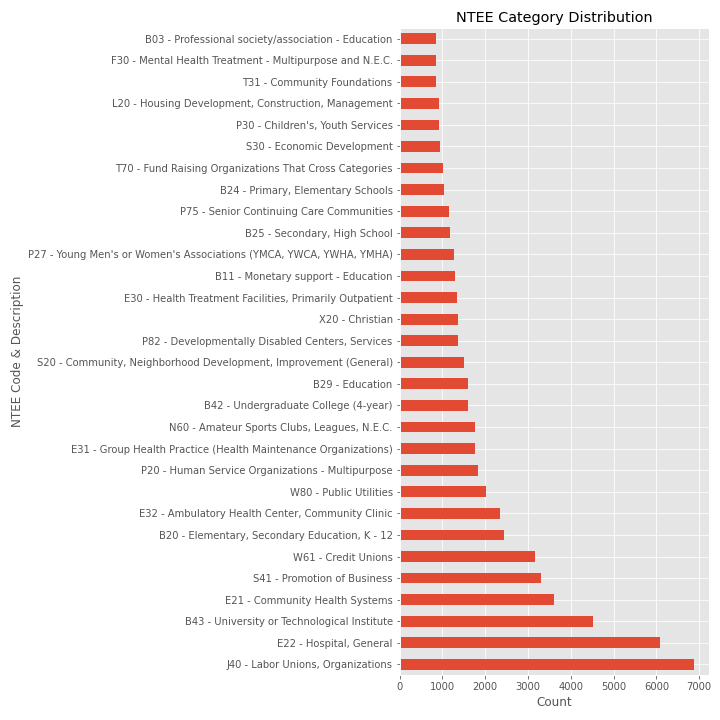 NTEE Category Distribution
B03 - Professional society/association - Education
F30 - Mental Health Treatment - Multipurpose and N.E.C.
T31 - Community Foundations
L20 - Housing Development, Construction, Management
P30 - Children's, Youth Services
S30 - Economic Development
T70 - Fund Raising Organizations That Cross Categories
B24 - Primary, Elementary Schools
P75 - Senior Continuing Care Communities
B25 - Secondary, High School
P27 - Young Men's or Women's Associations (YMCA, YWCA, YWHA, YMHA)
B11 - Monetary support - Education
E30 - Health Treatment Facilities, Primarily Outpatient
X20 - Christian
P82 - Developmentally Disabled Centers, Services
S20 - Community, Neighborhood Development, Improvement (General)
B29 - Education
B42 - Undergraduate College (4-year)
N60 - Amateur Sports Clubs, Leagues, N.E.C.
E31 - Group Health Practice (Health Maintenance Organizations)
P20 - Human Service Organizations - Multipurpose
W80 - Public Utilities
E32 - Ambulatory Health Center, Community Clinic
B20 - Elementary, Secondary Education, K - 12
W61 - Credit Unions
S41 - Promotion of Business
E21 - Community Health Systems
B43 - University or Technological Institute
E22 - Hospital, General
J40 - Labor Unions, Organizations
NTEE Code & Description
0 1000 2000 3000 4000 5000 6000 7000
Count